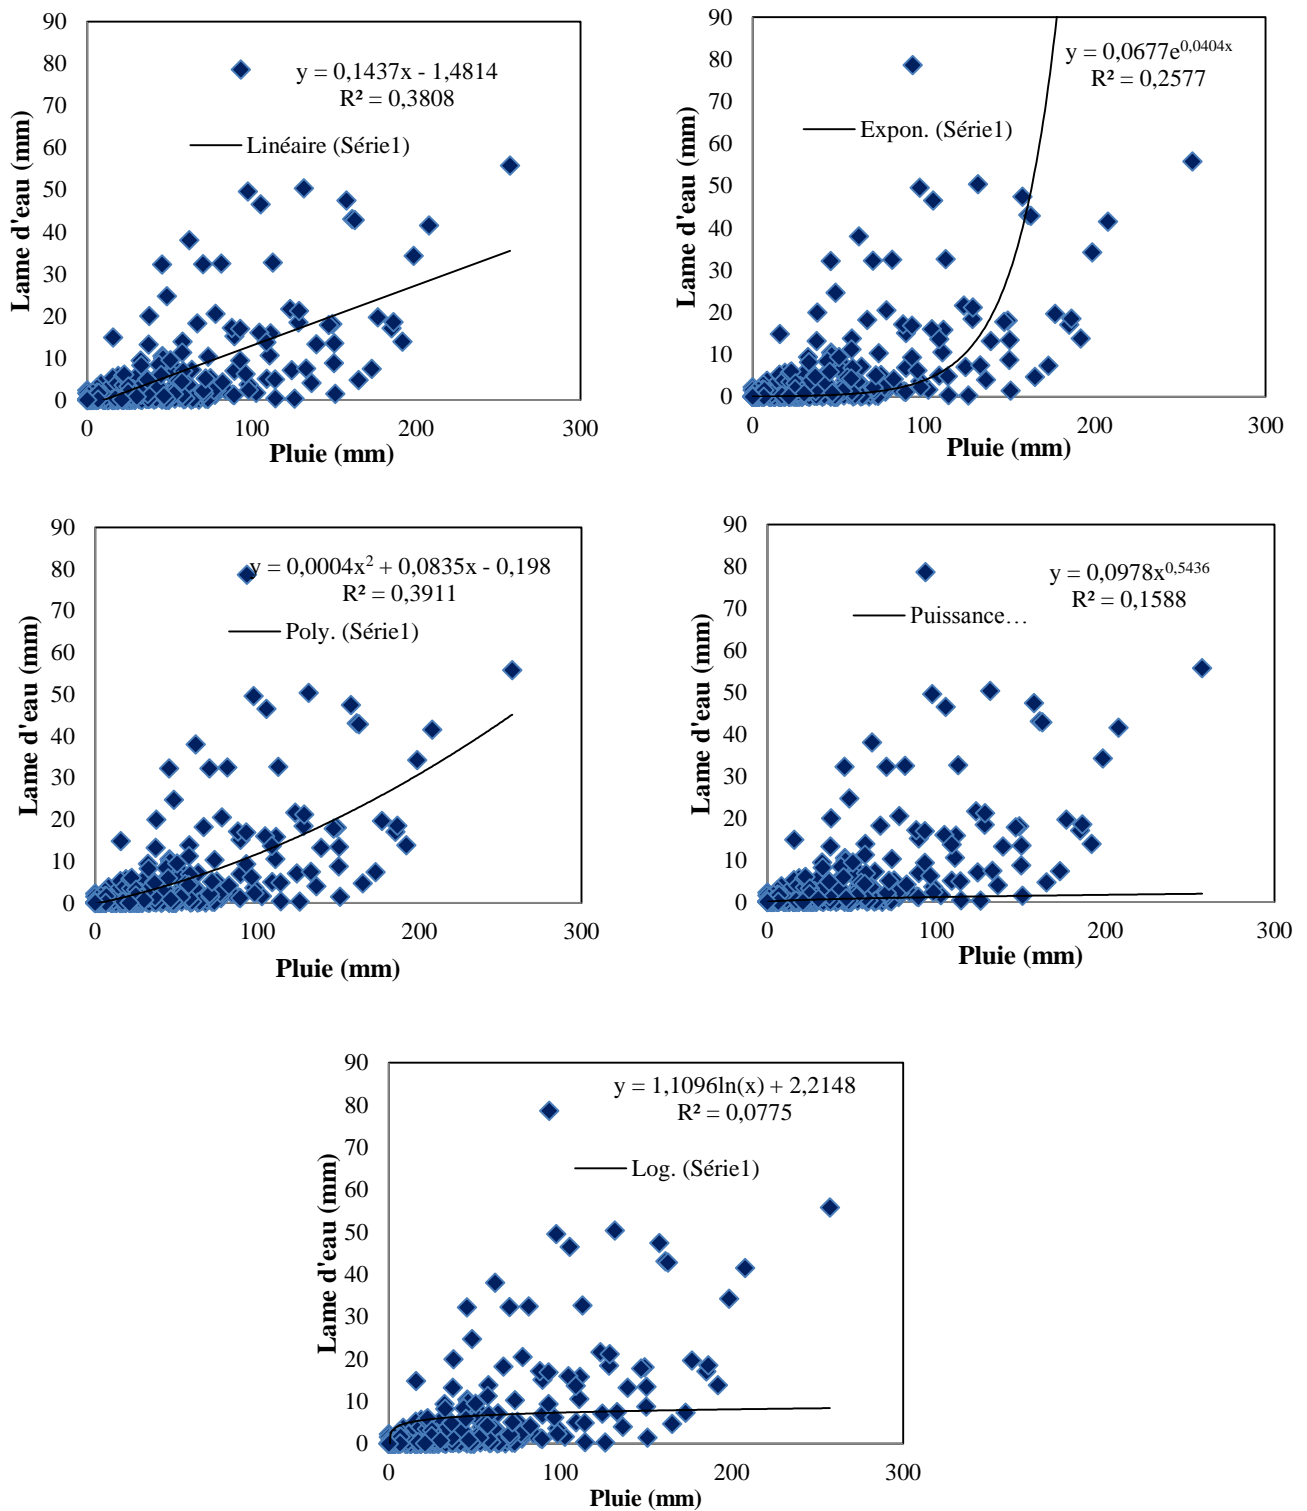 90
80
70
60
50
40
30
20
10
0
0 100 200 300
Lame d'eau (mm)
Pluie (mm)
y = 0,1437x - 1,4814
R² = 0,3808
Linéaire (Série1)
90
80
70
60
50
40
30
20
10
0
0 100 200 300
Lame d'eau (mm)
Pluie (mm)
y = 0,0677e^0,0404x
R² = 0,2577
Expon. (Série1)
90
80
70
60
50
40
30
20
10
0
0 100 200 300
Lame d'eau (mm)
Pluie (mm)
y = 0,0004x² + 0,0835x - 0,198
R² = 0,3911
Poly. (Série1)
90
80
70
60
50
40
30
20
10
0
0 100 200 300
Lame d'eau (mm)
Pluie (mm)
y = 0,0978x^0,5436
R² = 0,1588
Puissance…
90
80
70
60
50
40
30
20
10
0
0 100 200 300
Lame d'eau (mm)
Pluie (mm)
y = 1,1096ln(x) + 2,2148
R² = 0,0775
Log. (Série1)